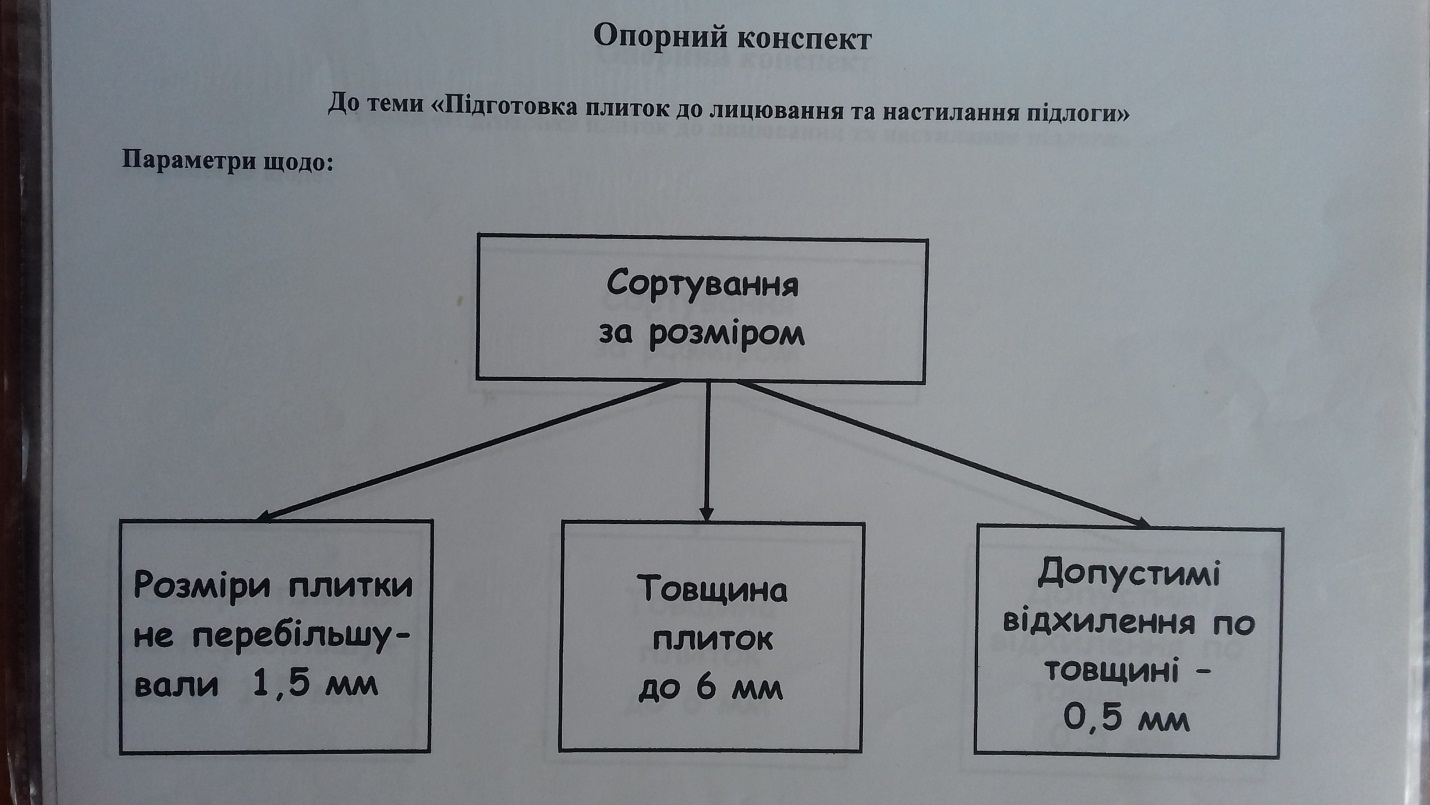 Опорний конспект
До теми «Підготовка плиток до лицювання та настилання підлоги»
Параметри щодо:
Сортування
за розміром
Розміри плитки
не перебільшу-
вали 1,5 мм
Товщина
плиток
до 6 мм
Допустимі
відхилення по
товщині -
0,5 мм